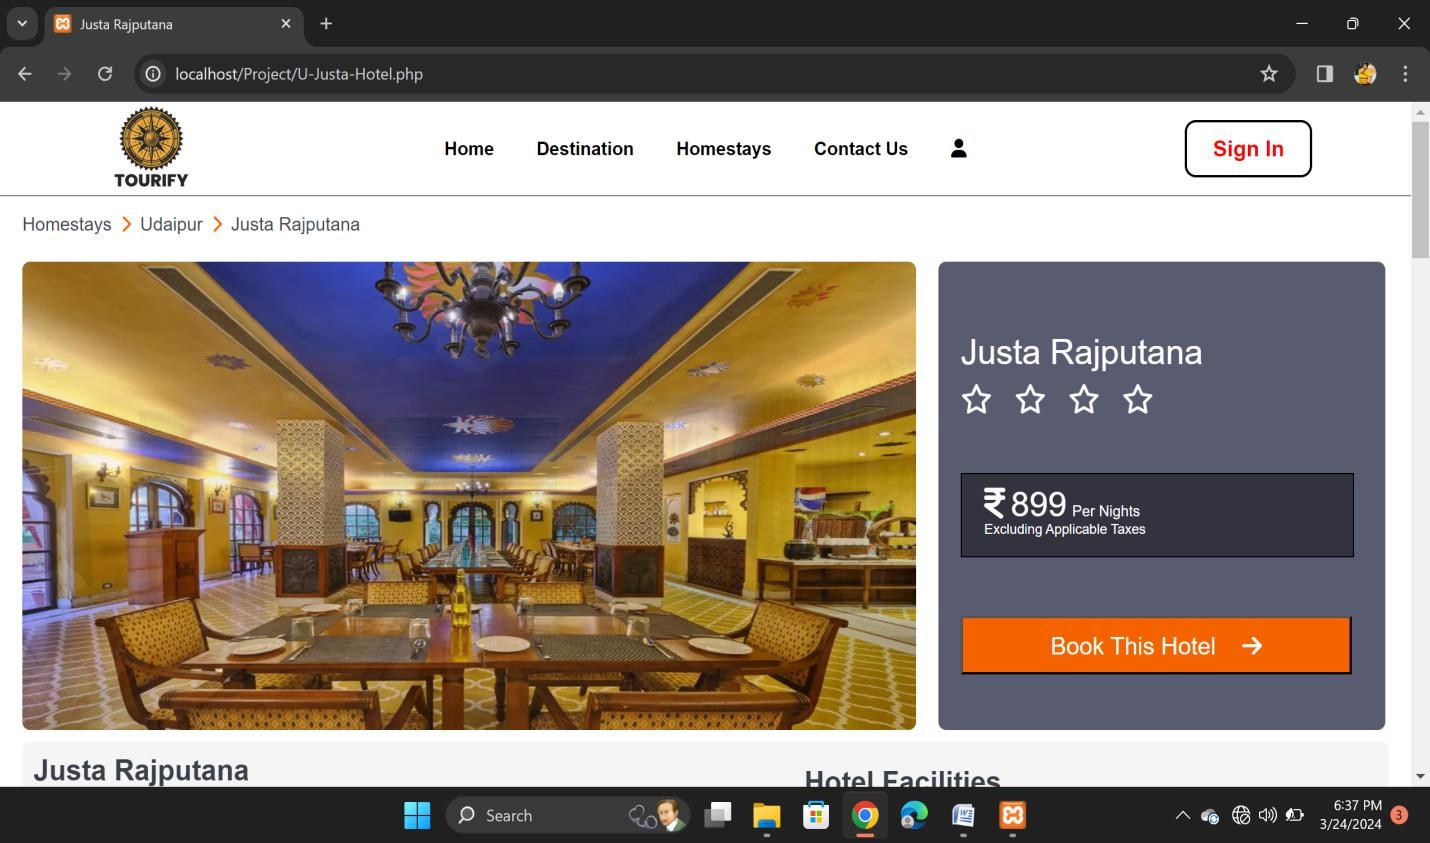 Justa Rajputana
localhost/Project/U-Justa-Hotel.php
TOURIFY
Home
Destination
Homestays
Contact Us
Sign In
Homestays
Udaipur
Justa Rajputana
Justa Rajputana
₹ 899 Per Nights
Excluding Applicable Taxes
Book This Hotel
Justa Rajputana
Hotel Facilities
Search
6:37 PM
3/24/2024
3